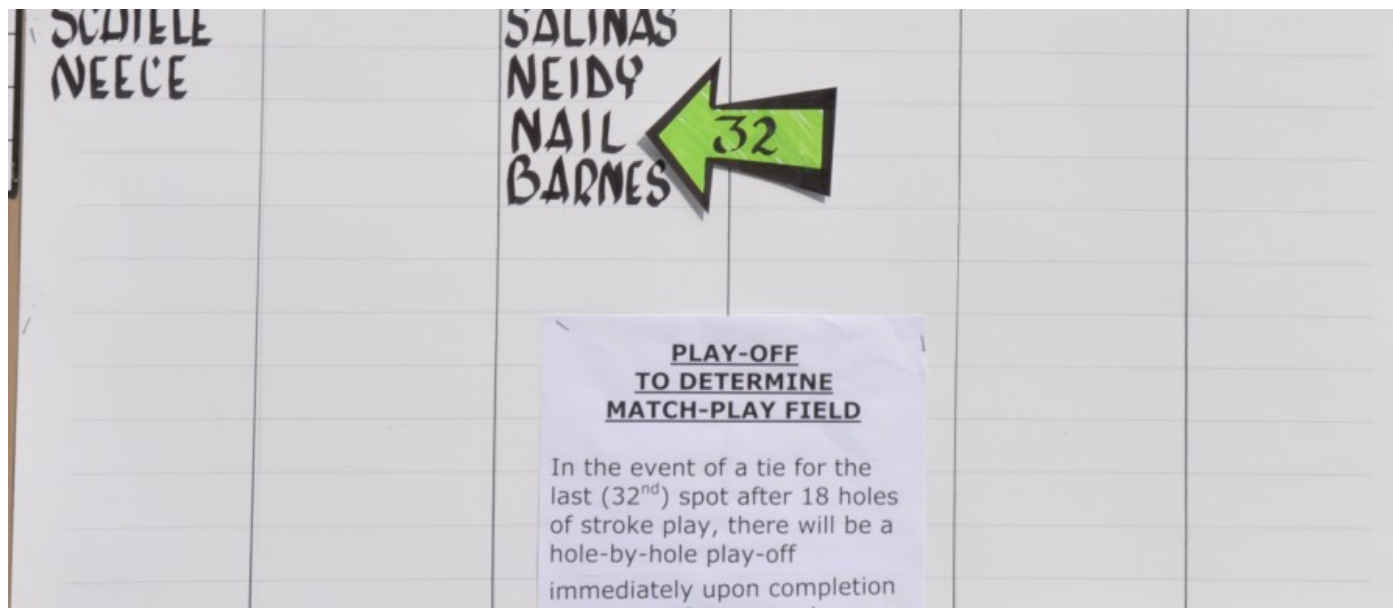 NEECE
SALINAS
NEIDY
NAIL
BARNES
32
PLAY-OFF
TO DETERMINE
MATCH-PLAY FIELD
In the event of a tie for the
last (32nd) spot after 18 holes
of stroke play, there will be a
hole-by-hole play-off
immediately upon completion